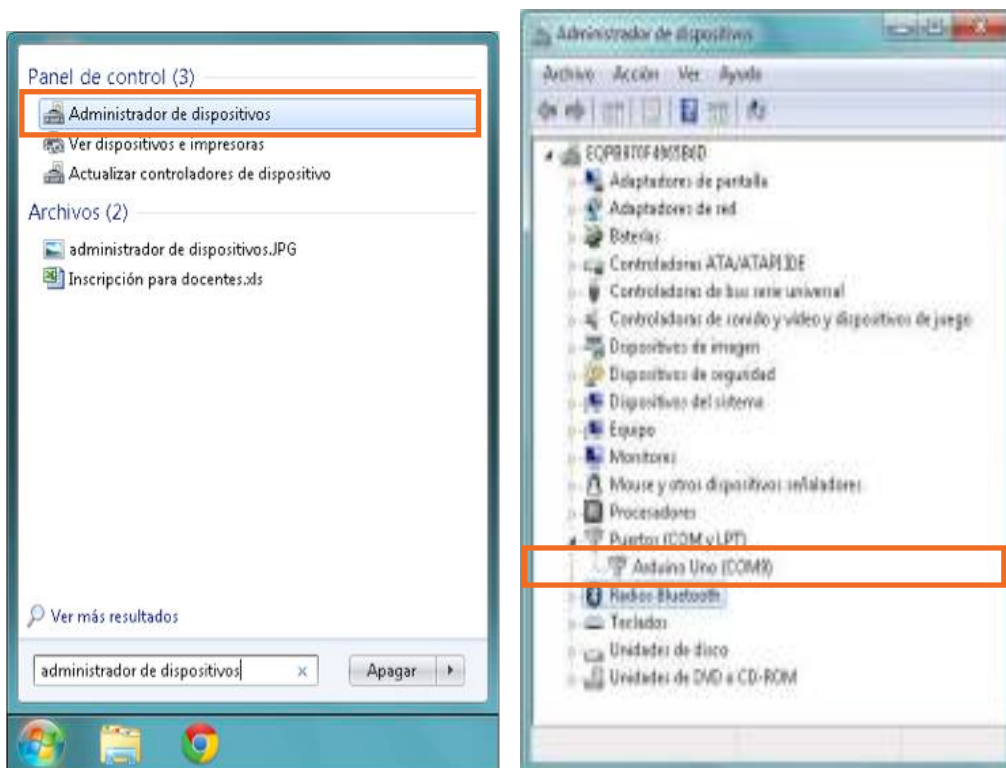 Panel de control (3)
Administrador de dispositivos
Ver dispositivos e impresoras
Actualizar controladores de dispositivo
Archivos (2)
administrador de dispositivos.JPG
Inscripción para docentes.xls
Ver más resultados
administrador de dispositivos
Apagar
Administrador de dispositivos
Archivo Acción Ver Ayuda
Adaptadores de pantalla
Adaptadores de red
Baterías
Controladoras ATA/ATAPI IDE
Controladoras de bus serie universal
Controladoras de sonido y vídeo y dispositivos de juego
Dispositivos de imagen
Dispositivos de seguridad
Dispositivos del sistema
Equipo
Monitores
Mouse y otros dispositivos señaladores
Procesadores
Puertos (COM y LPT)
Arduino Uno
Radios Bluetooth
Teclados
Unidades de disco
Unidades de DVD o CD-ROM